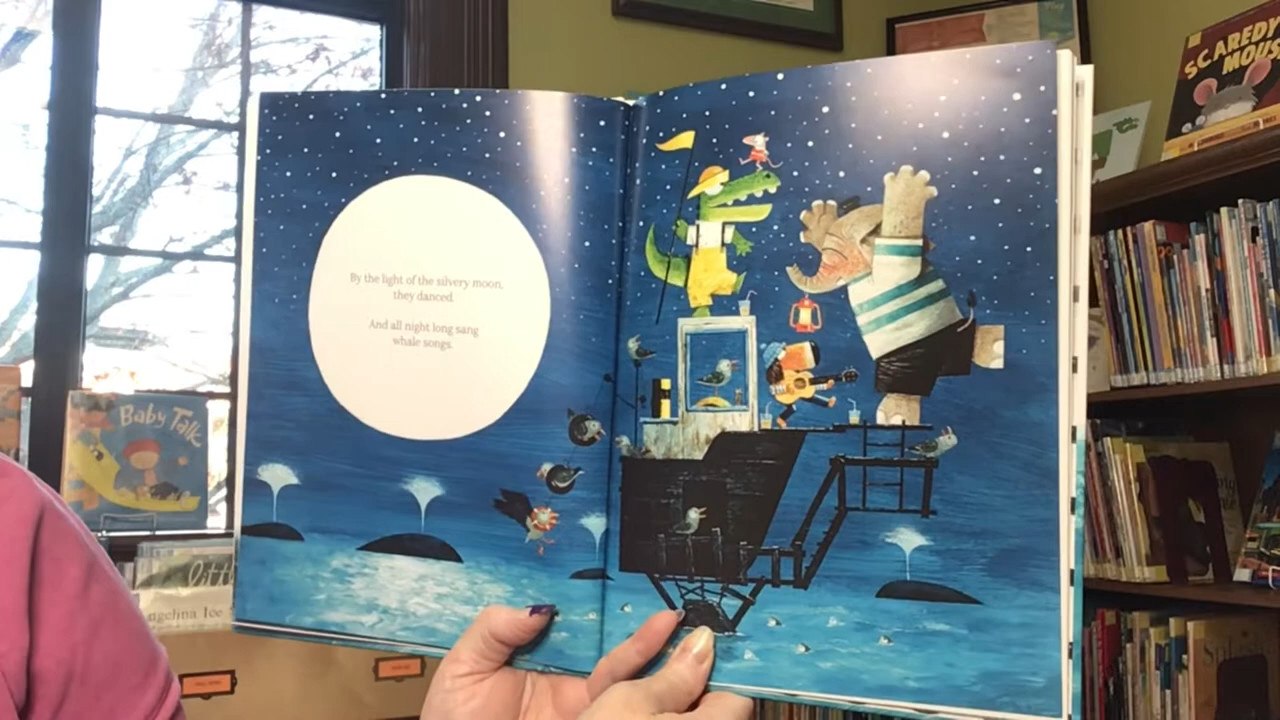 By the light of the silvery moon,
they danced.
And all night long sang
whale songs.
SCAREDY
MOUSE
Baby Talk
little
Angelina Ice